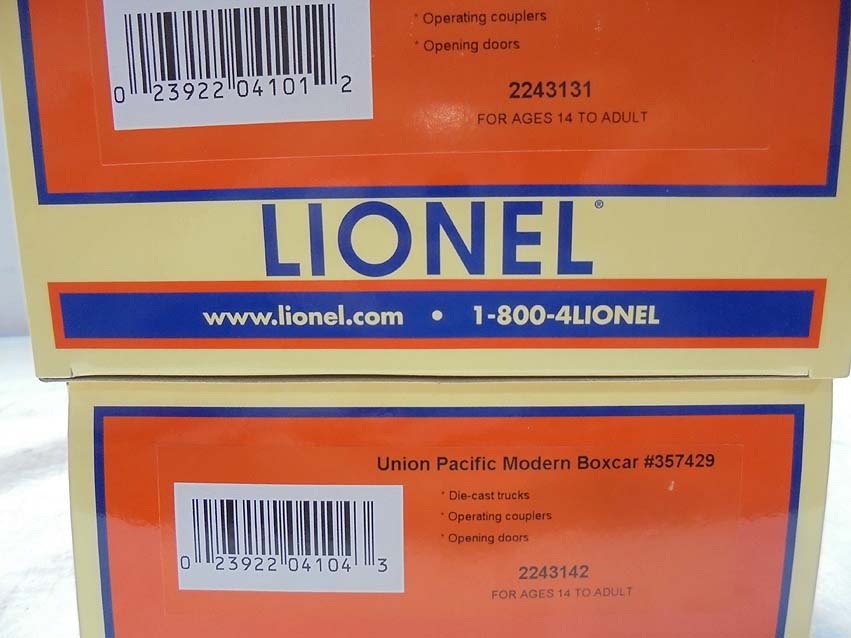 * Operating couplers
* Opening doors
0 23922 04101 2
2243131
FOR AGES 14 TO ADULT
LIONEL®
www.lionel.com • 1-800-4LIONEL
Union Pacific Modern Boxcar #357429
* Die-cast trucks
* Operating couplers
* Opening doors
0 23922 04104 3
2243142
FOR AGES 14 TO ADULT